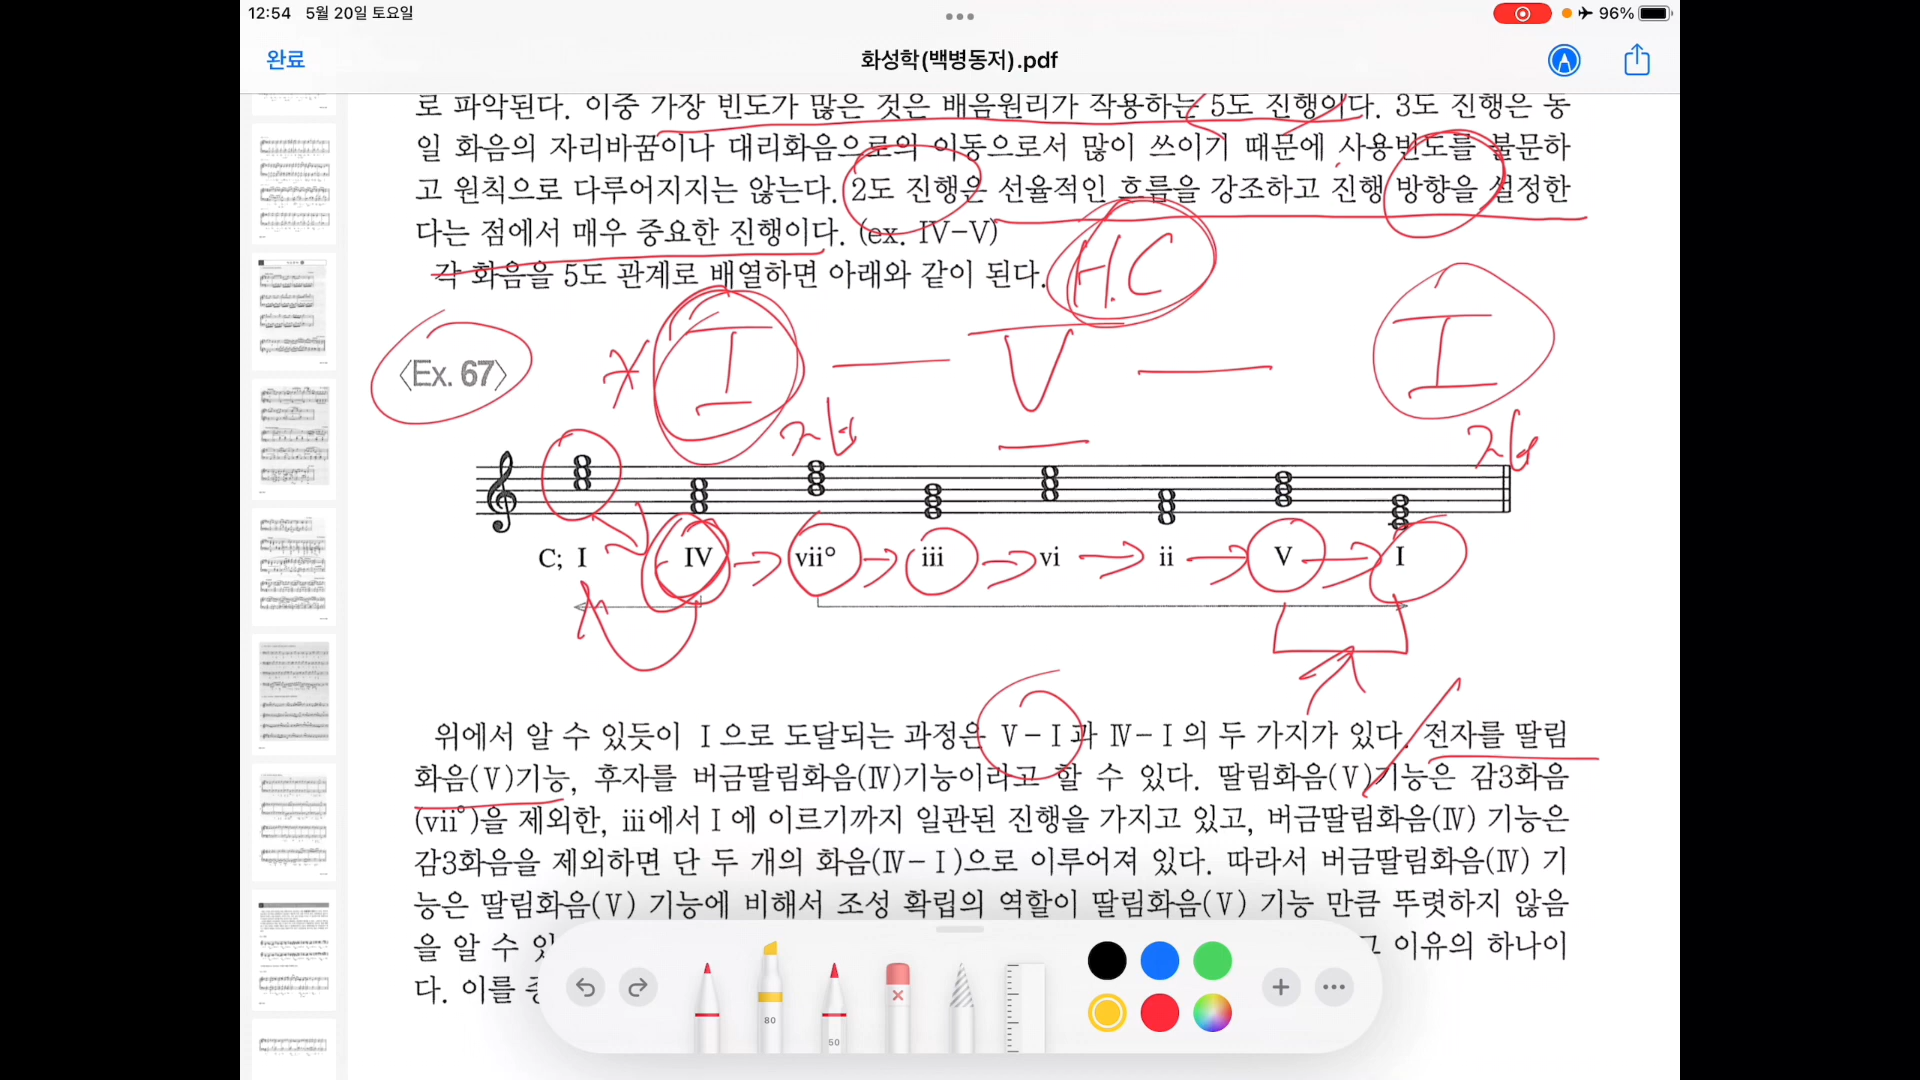 12:54 5월 20일 토요일
96%
완료
화성학(백병동저).pdf
로 파악된다. 이중 가장 빈도가 많은 것은 배음원리가 작용하는 5도 진행이다. 3도 진행은 동
일 화음의 자리바꿈이나 대리화음으로의 이동으로서 많이 쓰이기 때문에 사용빈도를 불문하
고 원칙으로 다루어지지는 않는다. 2도 진행은 선율적인 흐름을 강조하고 진행 방향을 설정한
다는 점에서 매우 중요한 진행이다. (ex. IV-V)
각 화음을 5도 관계로 배열하면 아래와 같이 된다.
H.C
〈Ex. 67〉
I — V — I
C; I IV vii° iii vi ii V I
위에서 알 수 있듯이 I 으로 도달되는 과정은 V-I과 IV-I의 두 가지가 있다. 전자를 딸림
화음(V)기능, 후자를 버금딸림화음(IV)기능이라고 할 수 있다. 딸림화음(V)기능은 감3화음
(vii°)을 제외한, iii에서 I 에 이르기까지 일관된 진행을 가지고 있고, 버금딸림화음(IV) 기능은
감3화음을 제외하면 단 두 개의 화음(IV-I)으로 이루어져 있다. 따라서 버금딸림화음(IV) 기
능은 딸림화음(V) 기능에 비해서 조성 확립의 역할이 딸림화음(V) 기능 만큼 뚜렷하지 않음
을 알 수 이유의 하나이
다. 이를
80
50